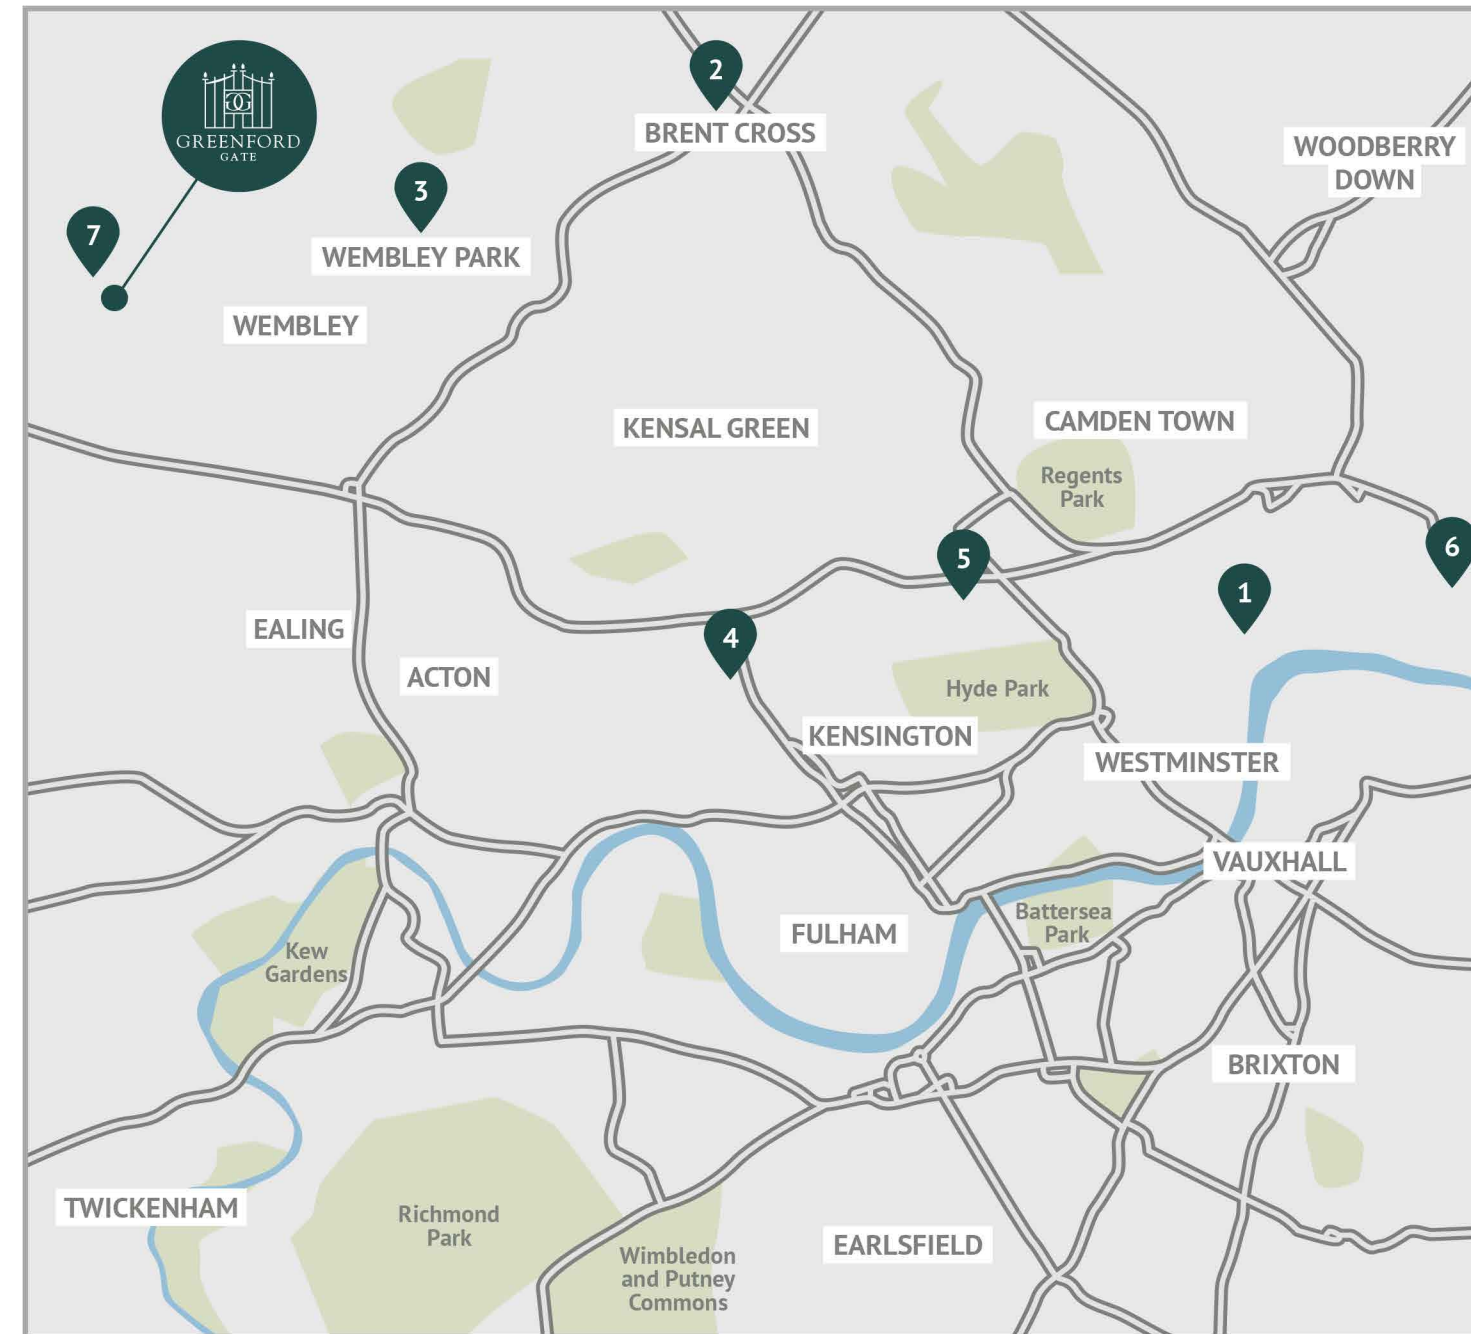 2
GG
GREENFORD
GATE
BRENT CROSS
WOODBERRY
DOWN
3
7
WEMBLEY PARK
WEMBLEY
KENSAL GREEN
CAMDEN TOWN
Regents
Park
5
6
1
EALING
4
ACTON
Hyde Park
KENSINGTON
WESTMINSTER
VAUXHALL
FULHAM
Battersea
Park
Kew
Gardens
BRIXTON
TWICKENHAM
Richmond
Park
EARLSFIELD
Wimbledon
and Putney
Commons